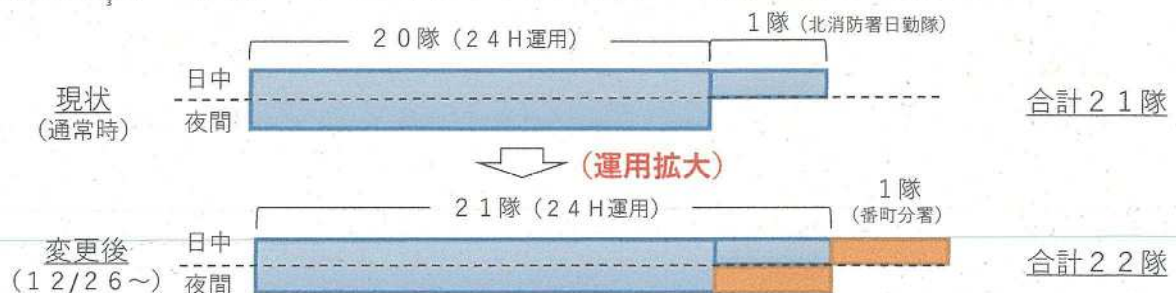 20隊（24H運用）
1隊（北消防署日勤隊）
現状
（通常時）
日中
夜間
合計21隊
（運用拡大）
21隊（24H運用）
1隊
（番町分署）
変更後
（12/26～）
日中
夜間
合計22隊